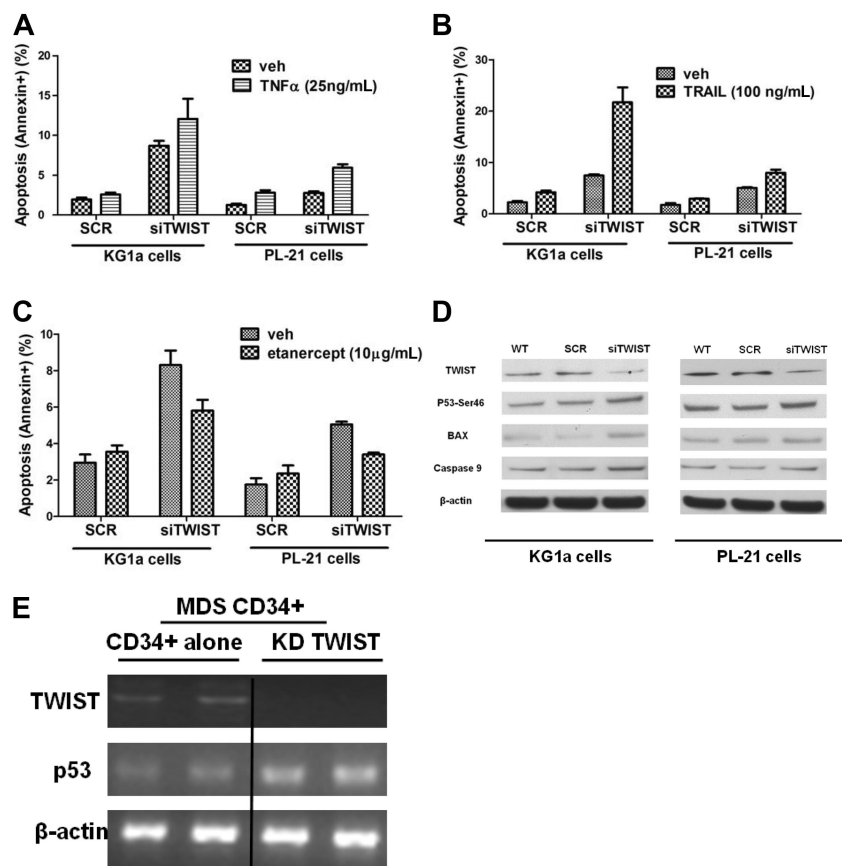 A
Apoptosis (Annexin+) (%)
20
15
10
5
0
veh
TNFα (25ng/mL)
SCR siTWIST SCR siTWIST
KG1a cells PL-21 cells
B
Apoptosis (Annexin+) (%)
30
20
10
0
veh
TRAIL (100 ng/mL)
SCR siTWIST SCR siTWIST
KG1a cells PL-21 cells
C
Apoptosis (Annexin+) (%)
10
8
6
4
2
0
veh
etanercept (10μg/mL)
SCR siTWIST SCR siTWIST
KG1a cells PL-21 cells
D
WT SCR siTWIST WT SCR siTWIST
TWIST
P53-Ser46
BAX
Caspase 9
β-actin
KG1a cells PL-21 cells
E
MDS CD34+
CD34+ alone KD TWIST
TWIST
p53
β-actin